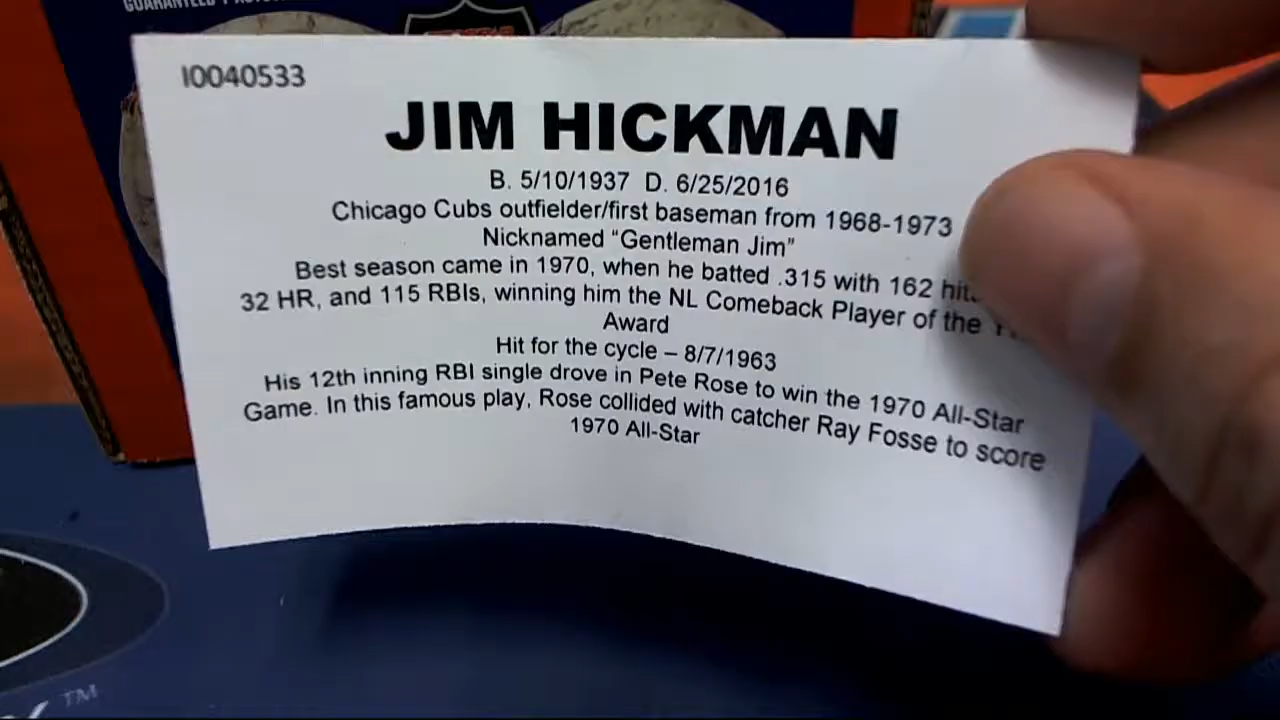 I0040533
JIM HICKMAN
B. 5/10/1937 D. 6/25/2016
Chicago Cubs outfielder/first baseman from 1968-1973
Nicknamed “Gentleman Jim”
Best season came in 1970, when he batted .315 with 162
32 HR, and 115 RBIs, winning him the NL Comeback Player of the
Award
Hit for the cycle – 8/7/1963
His 12th inning RBI single drove in Pete Rose to win the 1970 All-Star
Game. In this famous play, Rose collided with catcher Ray Fosse to score
1970 All-Star
TM